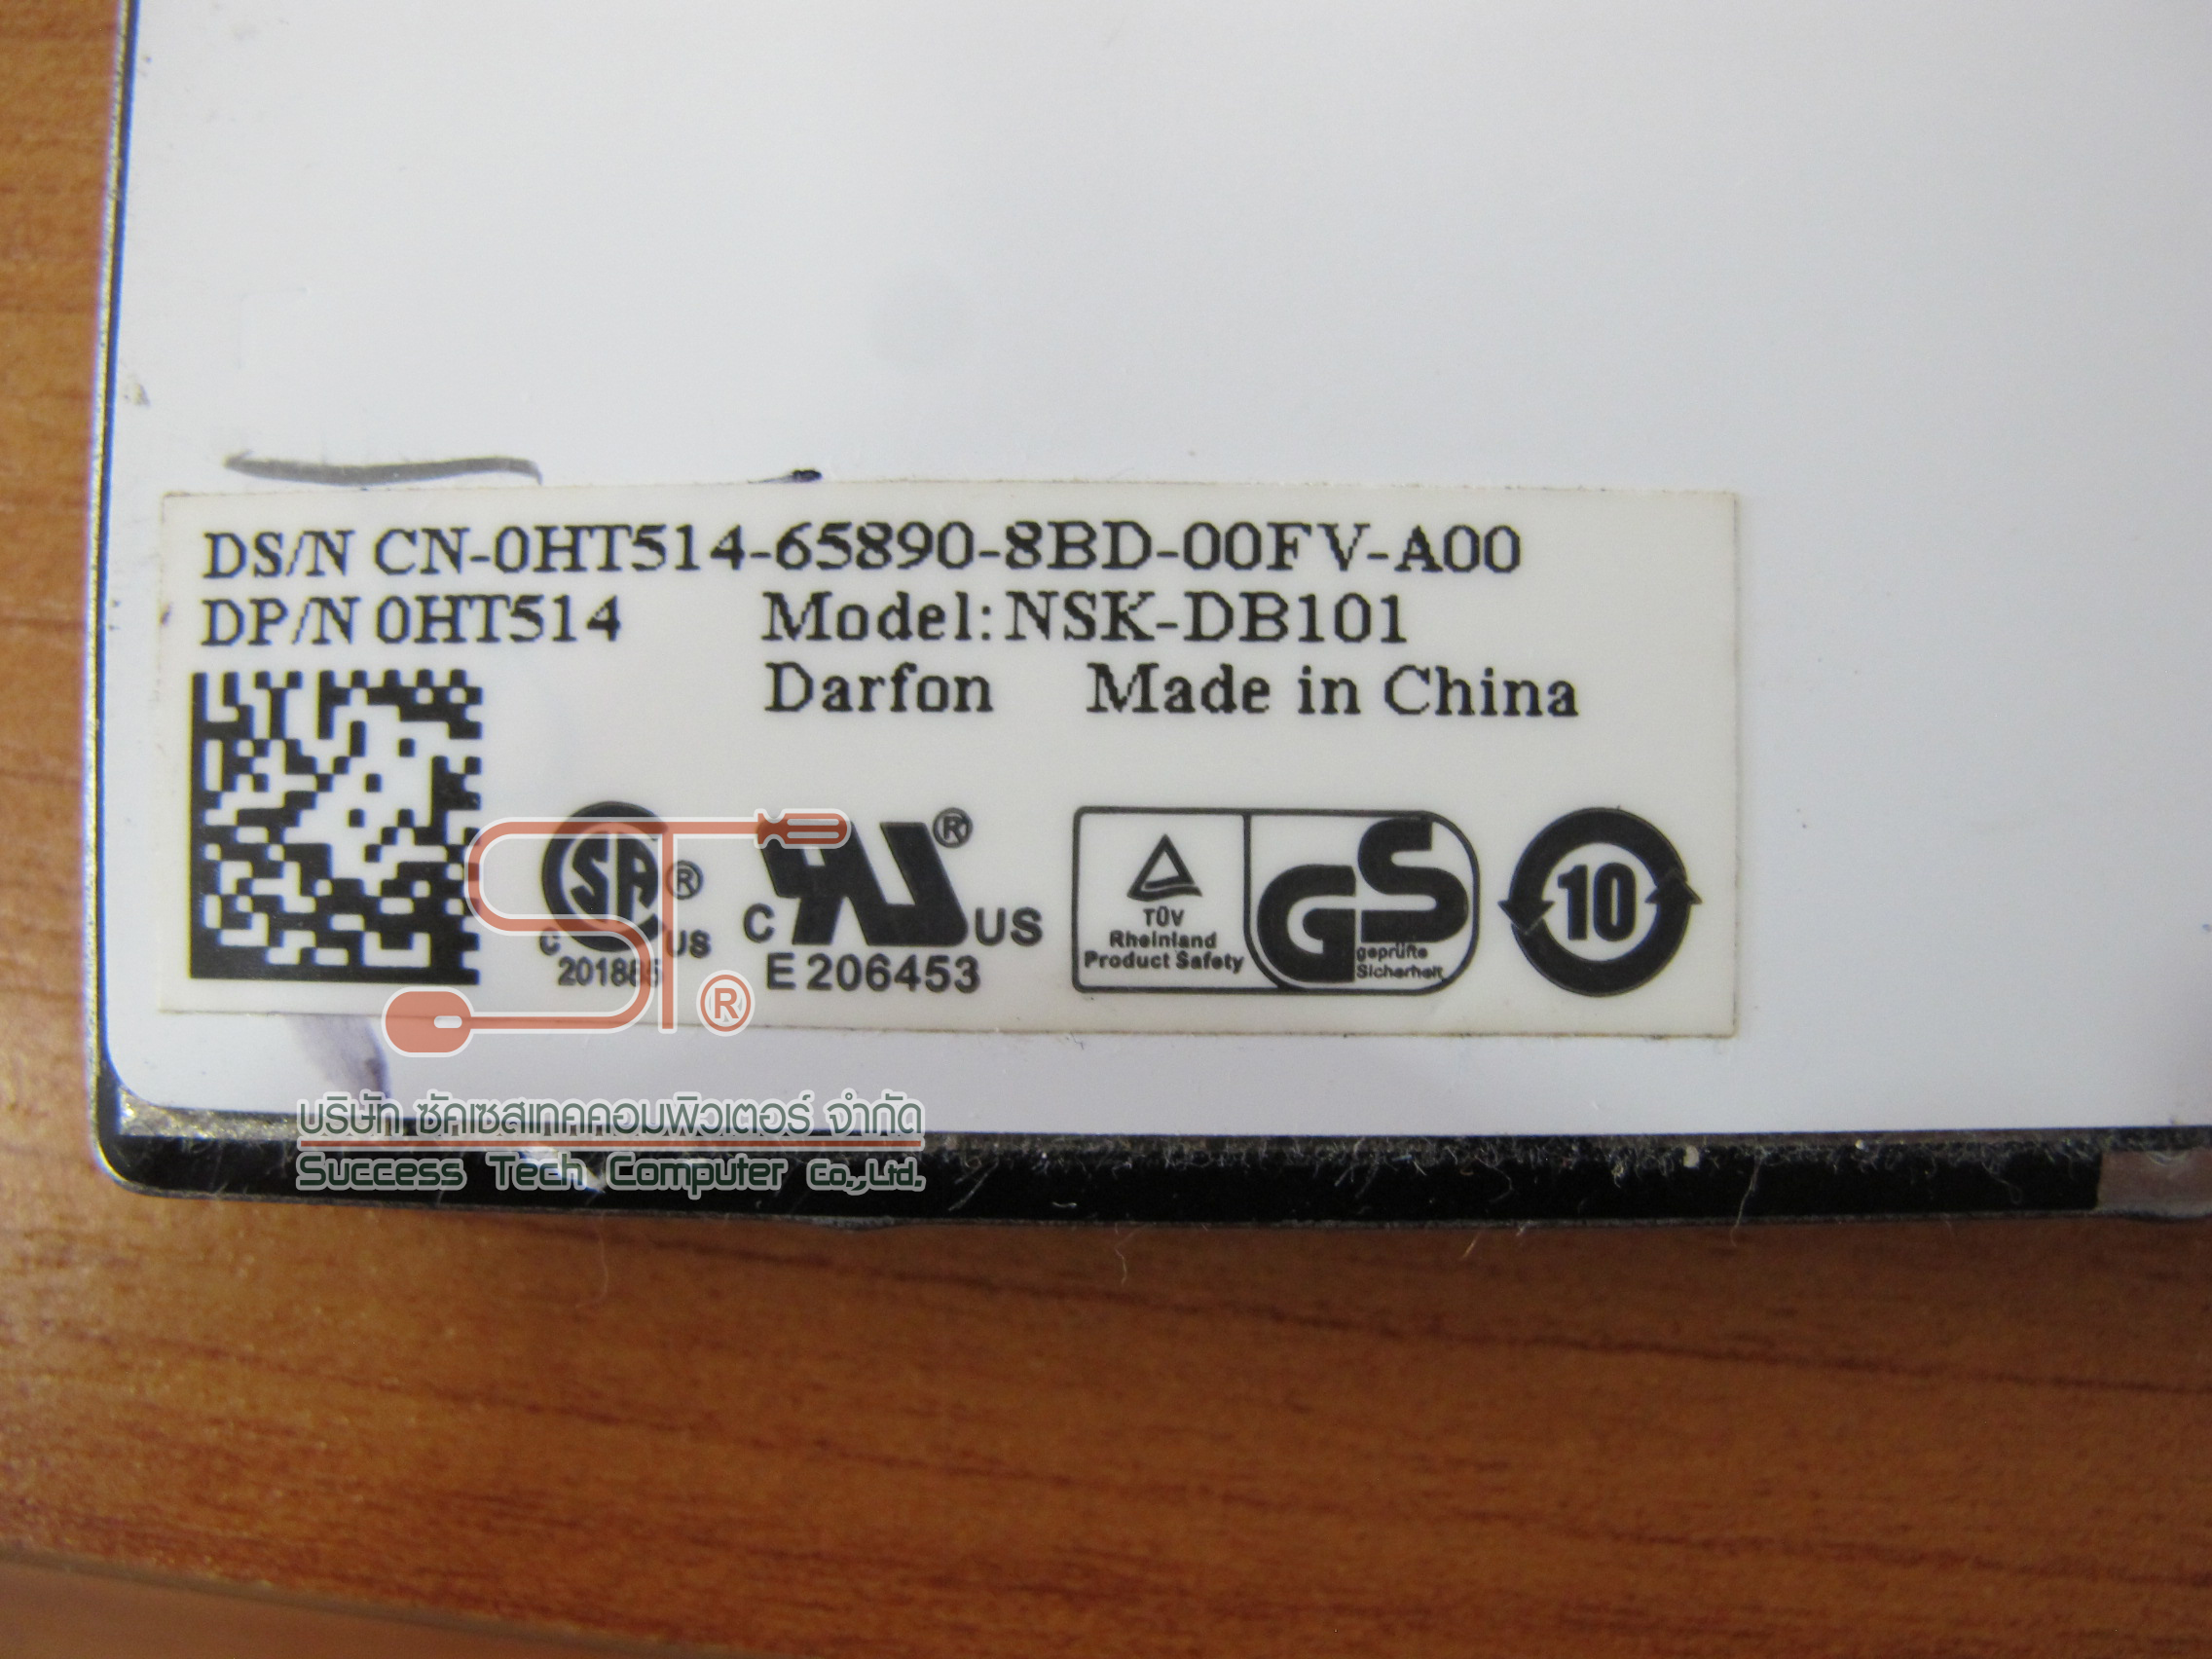 DS/N CN-0HT514-65890-8BD-00FV-A00
DP/N 0HT514 Model: NSK-DB101
Darfon Made in China
SA ® C US
201885
C RU ® US
E206453
TÜV
Rheinland
Product Safety
GS
geprüfte
Sicherheit
10
®
บริษัท ซัคเซสเทคคอมพิวเตอร์ จำกัด
Success Tech Computer Co.,Ltd.